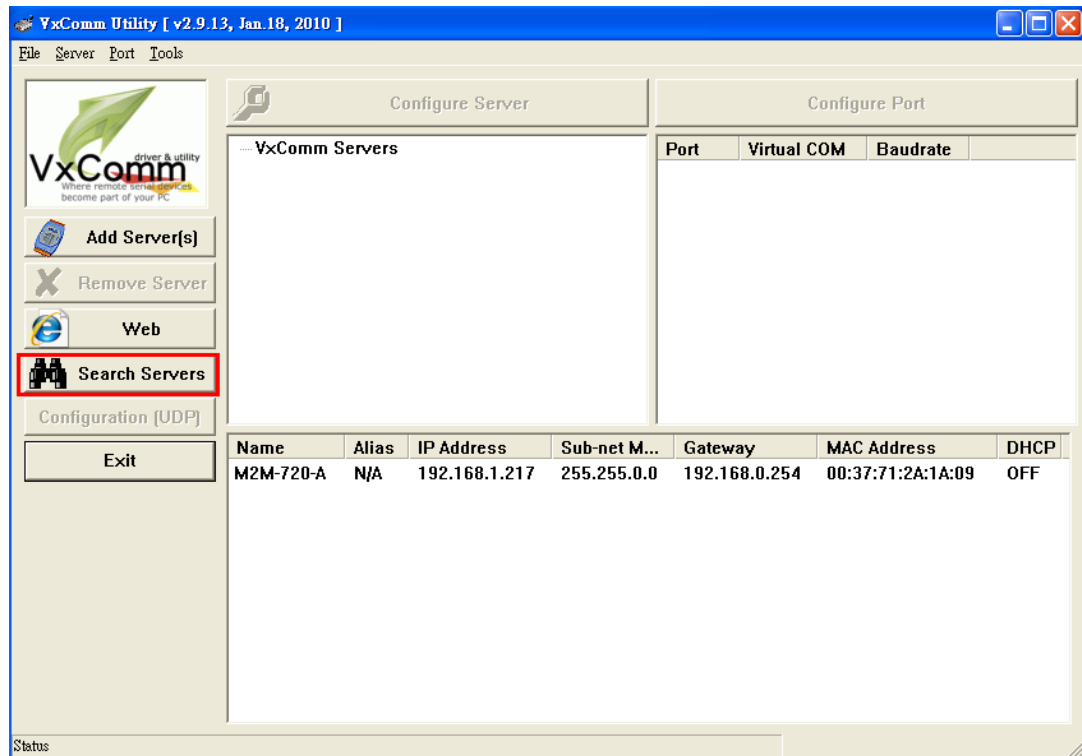 VxComm Utility [ v2.9.13, Jan.18, 2010 ]
File Server Port Tools
VxComm
driver & utility
Where remote serial devices
become part of your PC
Add Server(s)
Remove Server
Web
Search Servers
Configuration (UDP)
Exit
Configure Server
Configure Port
VxComm Servers
Port Virtual COM Baudrate
Name Alias IP Address Sub-net M... Gateway MAC Address DHCP
M2M-720-A N/A 192.168.1.217 255.255.0.0 192.168.0.254 00:37:71:2A:1A:09 OFF
Status